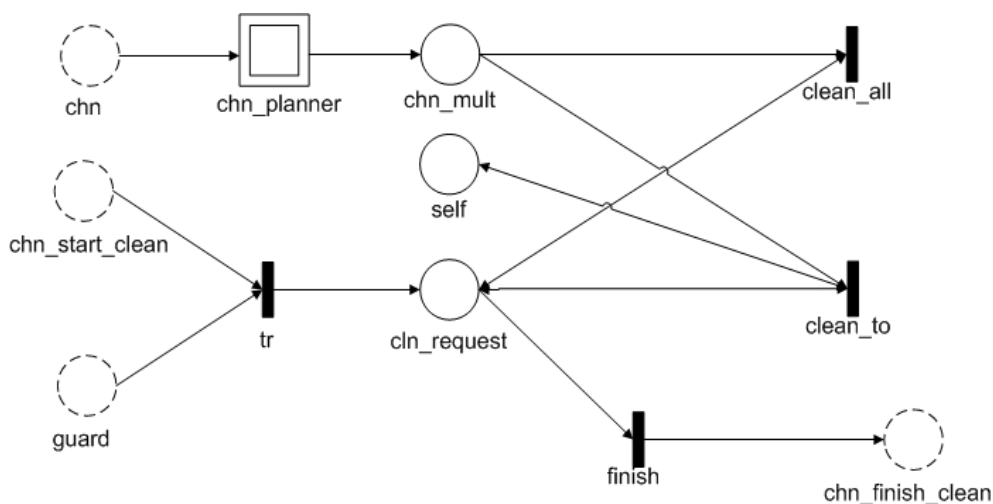 clean_all
chn
chn_planner
chn_mult
self
chn_start_clean
clean_to
tr
cln_request
guard
finish
chn_finish_clean